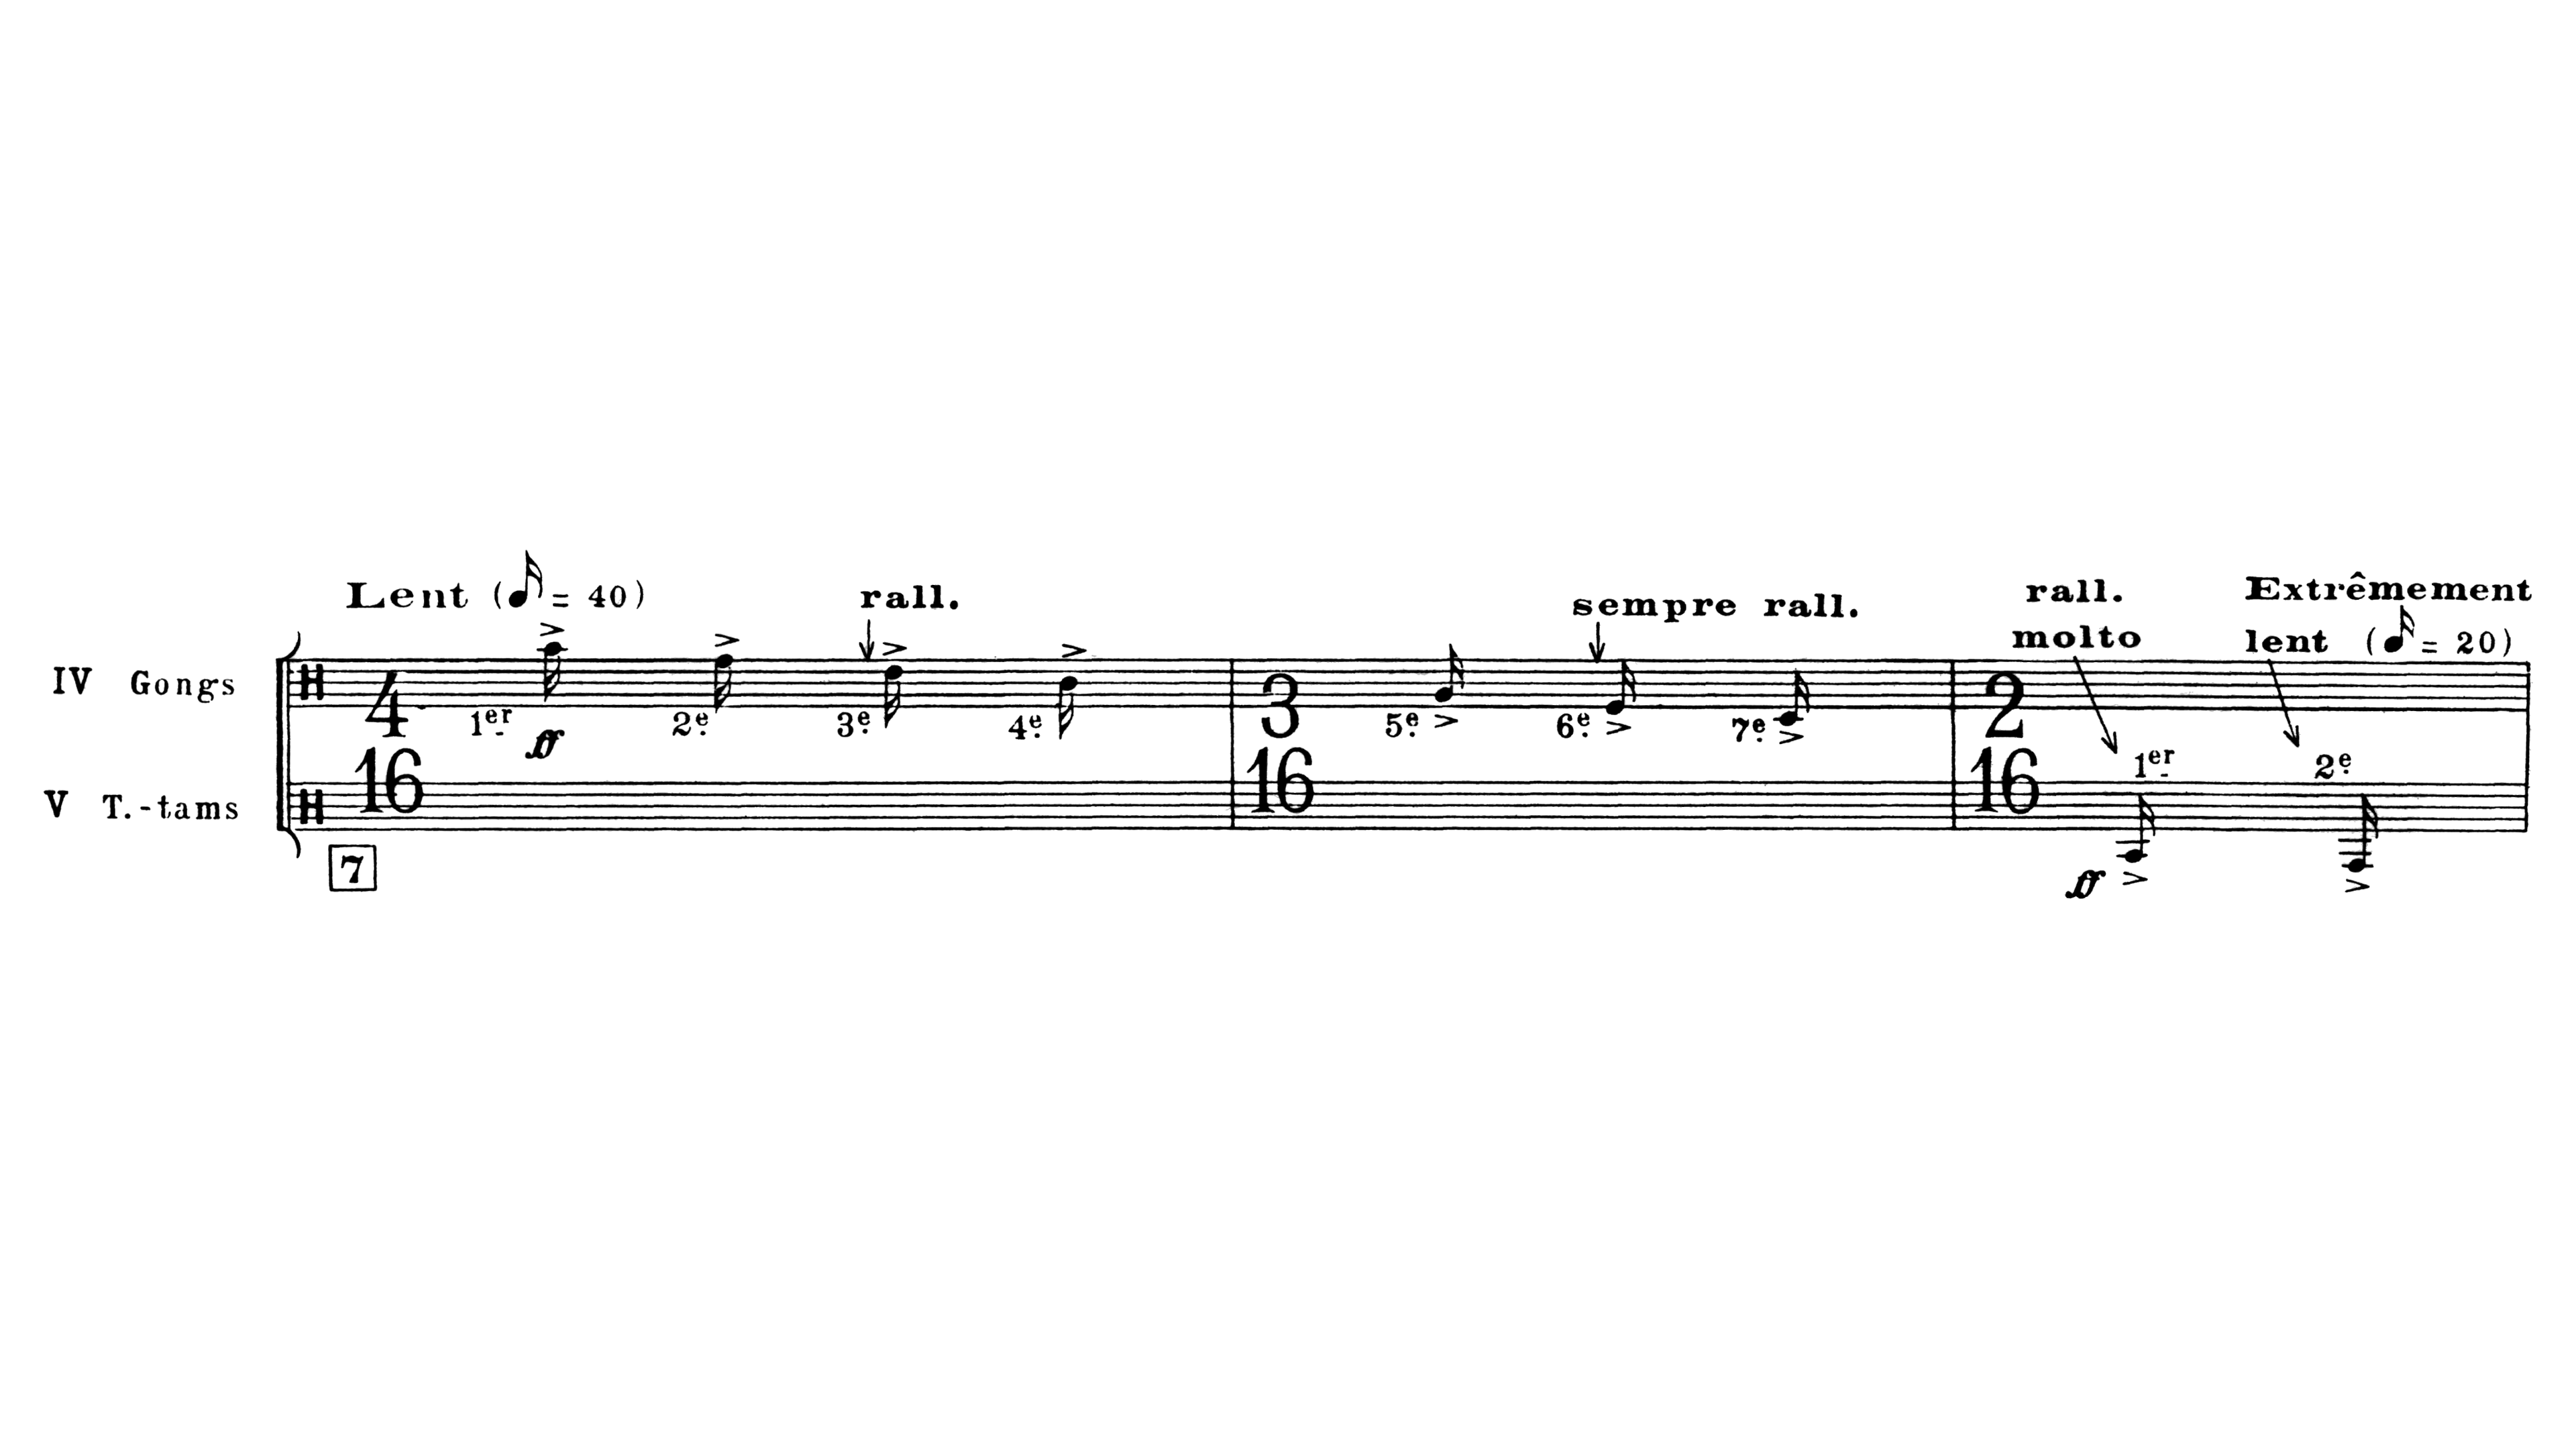 Lent (𝅘𝅥𝅯 = 40)
rall.
sempre rall.
rall.
molto
Extrêmement
lent (𝅘𝅥𝅯 = 20)
IV Gongs
4
16
1er
2e
3e
4e
ff
3
16
5e
6e
7e
2
16
V T.-tams
1er
2e
ff
7